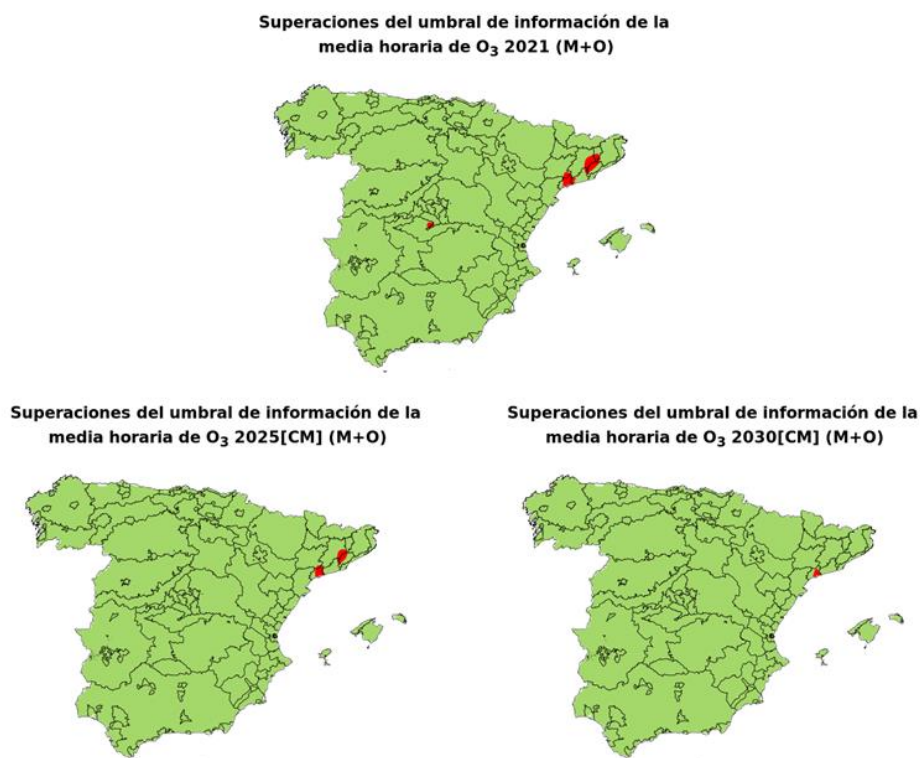 Superaciones del umbral de información de la
media horaria de O₃ 2021 (M+O)
Superaciones del umbral de información de la
media horaria de O₃ 2025[CM] (M+O)
Superaciones del umbral de información de la
media horaria de O₃ 2030[CM] (M+O)